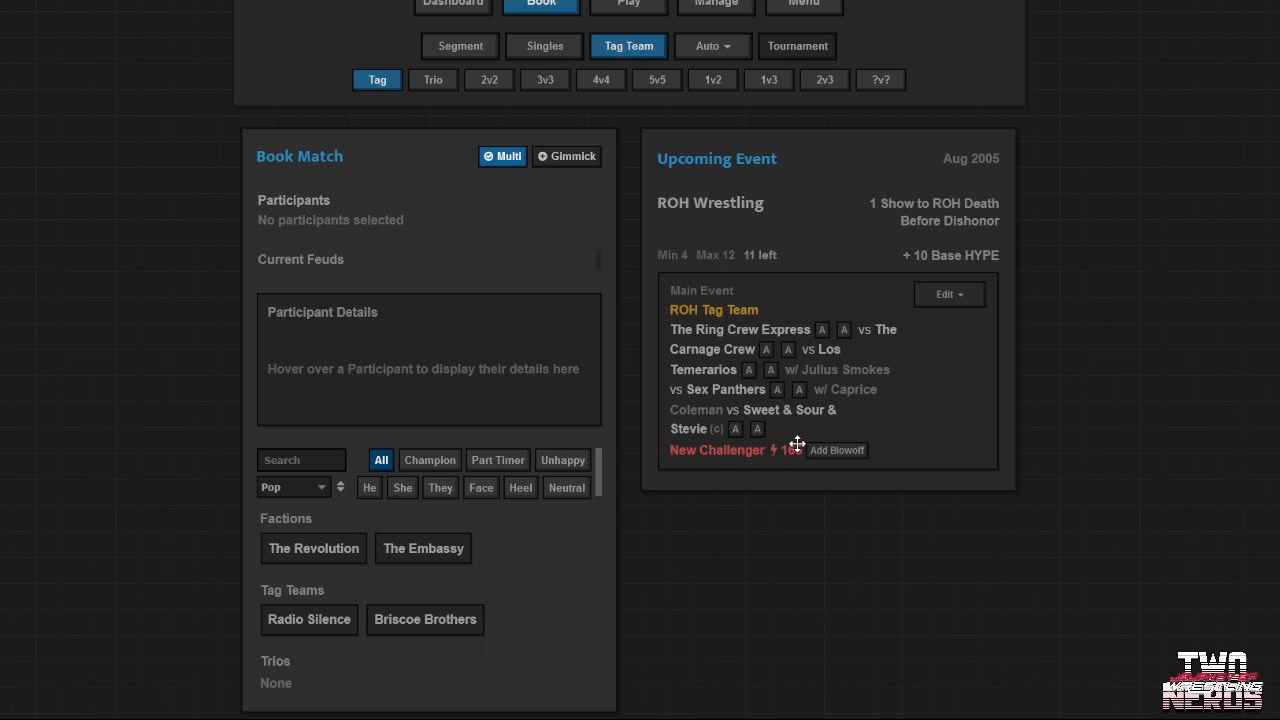 Dashboard Book Play Manage Menu
Segment Singles Tag Team Auto Tournament
Tag Trio 2v2 3v3 4v4 5v5 1v2 1v3 2v3 ?v?
Book Match Multi Gimmick
Participants
No participants selected
Current Feuds
Participant Details
Hover over a Participant to display their details here
Search All Champion Part Timer Unhappy
Pop He She They Face Heel Neutral
Factions
The Revolution The Embassy
Tag Teams
Radio Silence Briscoe Brothers
Trios
None
Upcoming Event Aug 2005
ROH Wrestling 1 Show to ROH Death
Before Dishonor
Min 4 Max 12 11 left + 10 Base HYPE
Main Event Edit
ROH Tag Team
The Ring Crew Express A A vs The
Carnage Crew A A vs Los
Temerarios A A w/ Julius Smokes
vs Sex Panthers A A w/ Caprice
Coleman vs Sweet & Sour &
Stevie (c) A A
New Challenger Add Blowoff
TWO
WRESTLING
NERDS